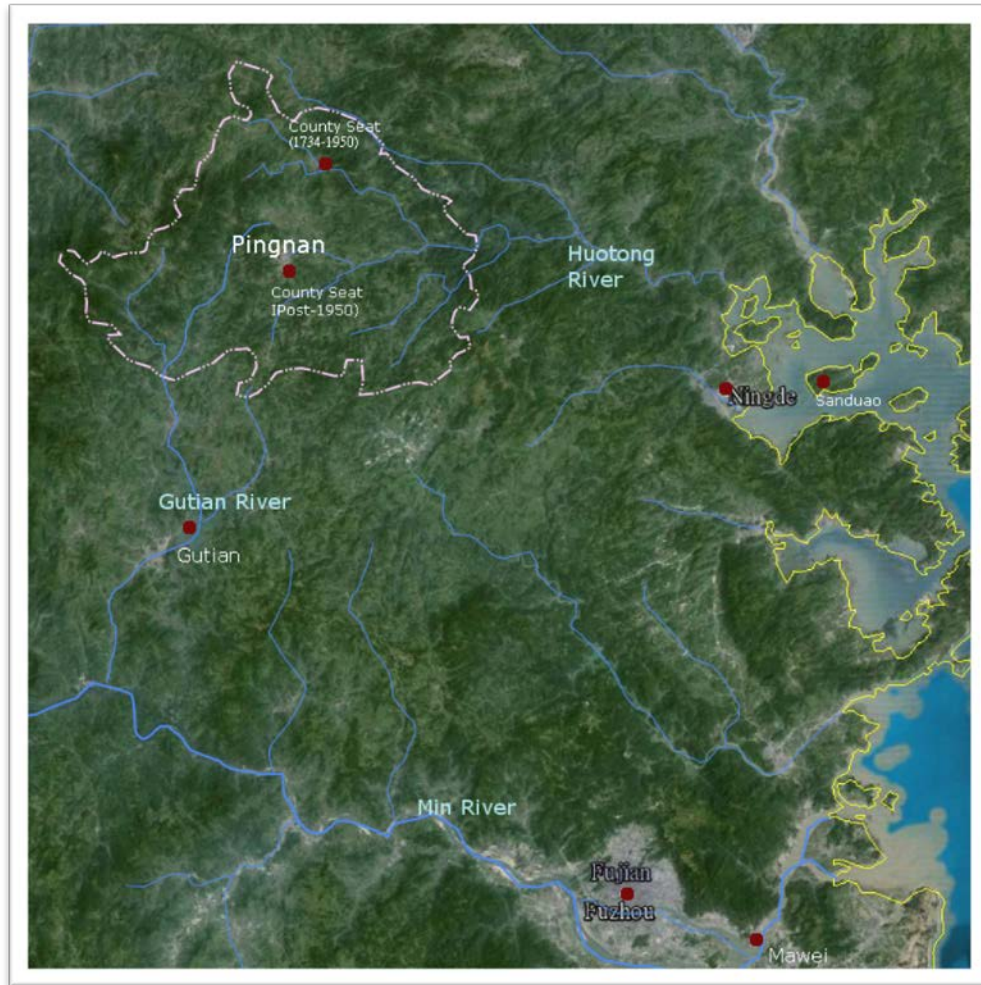 County Seat
(1734-1950)
Pingnan
County Seat
IPost-1950)
Huotong
River
Ningde
Sanduao
Gutian River
Gutian
Min River
Fujian
Fuzhou
Mawei